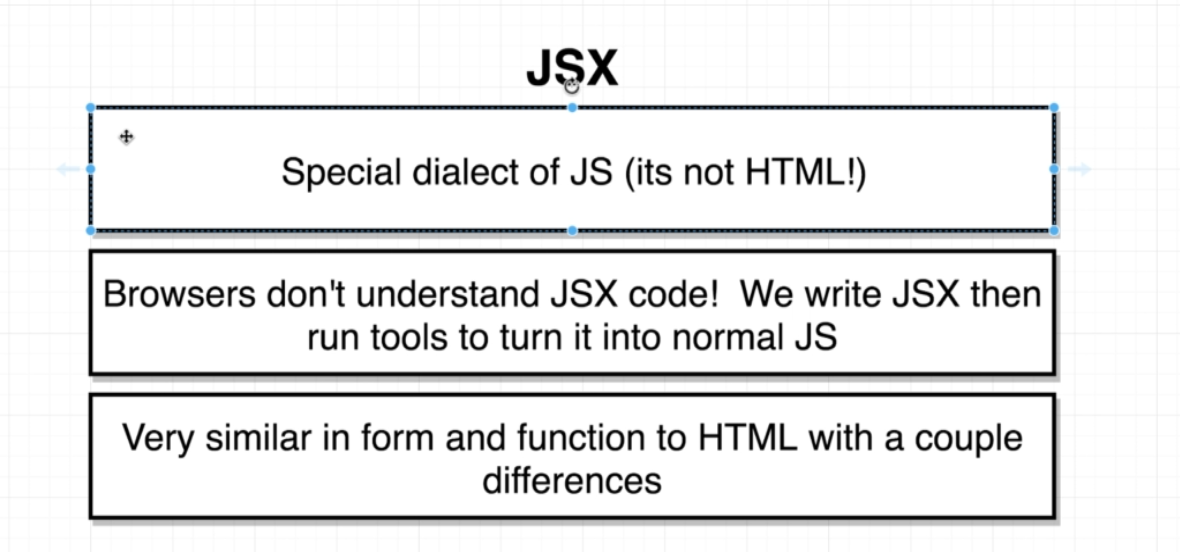 JSX
Special dialect of JS (its not HTML!)
Browsers don't understand JSX code!  We write JSX then
run tools to turn it into normal JS
Very similar in form and function to HTML with a couple
differences